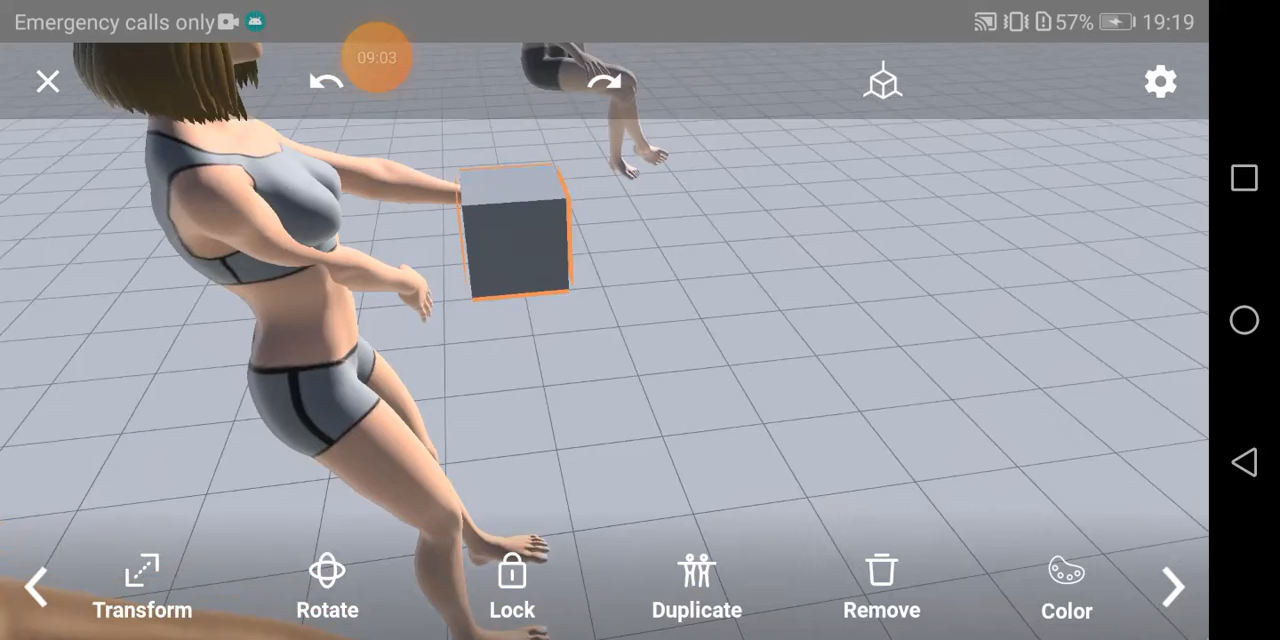 Emergency calls only
57% 19:19
09:03
Transform Rotate Lock Duplicate Remove Color